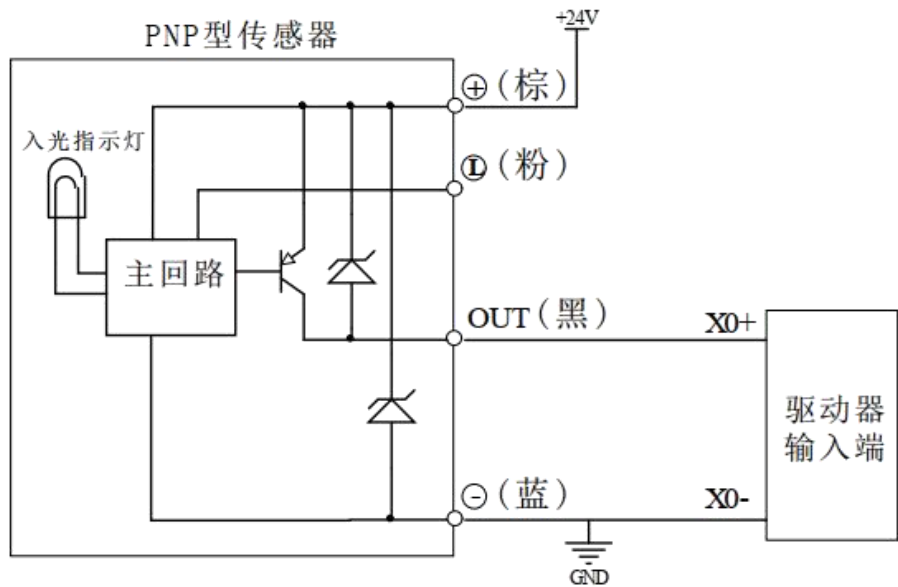 +24V
PNP型传感器
⊕(棕)
入光指示灯
Ⓛ(粉)
主回路
OUT(黑)
X0+
驱动器
输入端
⊖(蓝)
X0-
GND